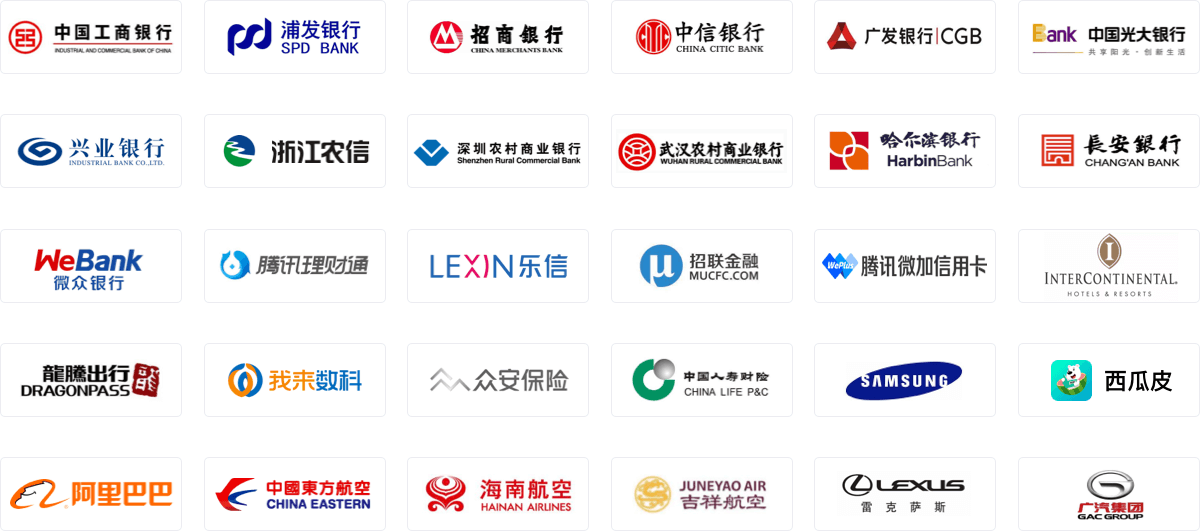 中国工商银行
INDUSTRIAL AND COMMERCIAL BANK OF CHINA
浦发银行
SPD BANK
招商银行
CHINA MERCHANTS BANK
中信银行
CHINA CITIC BANK
广发银行|CGB
Bank 中国光大银行
共享阳光·创新生活
兴业银行
INDUSTRIAL BANK CO.,LTD.
浙江农信
深圳农村商业银行
Shenzhen Rural Commercial Bank
武汉农村商业银行
WUHAN RURAL COMMERCIAL BANK
哈尔滨银行
HarbinBank
長安銀行
CHANG'AN BANK
WeBank
微众银行
腾讯理财通
LEXIN乐信
μ 招联金融
MUCFC.COM
WePlus 腾讯微加信用卡
INTERCONTINENTAL®
HOTELS & RESORTS
龍騰出行
DRAGONPASS
我来数科
众安保险
中国人寿财险
CHINA LIFE P&C
SAMSUNG
西瓜皮
阿里巴巴
中國東方航空
CHINA EASTERN
海南航空
HAINAN AIRLINES
JUNEYAO AIR
吉祥航空
LEXUS
雷克萨斯
广汽集团
GAC GROUP